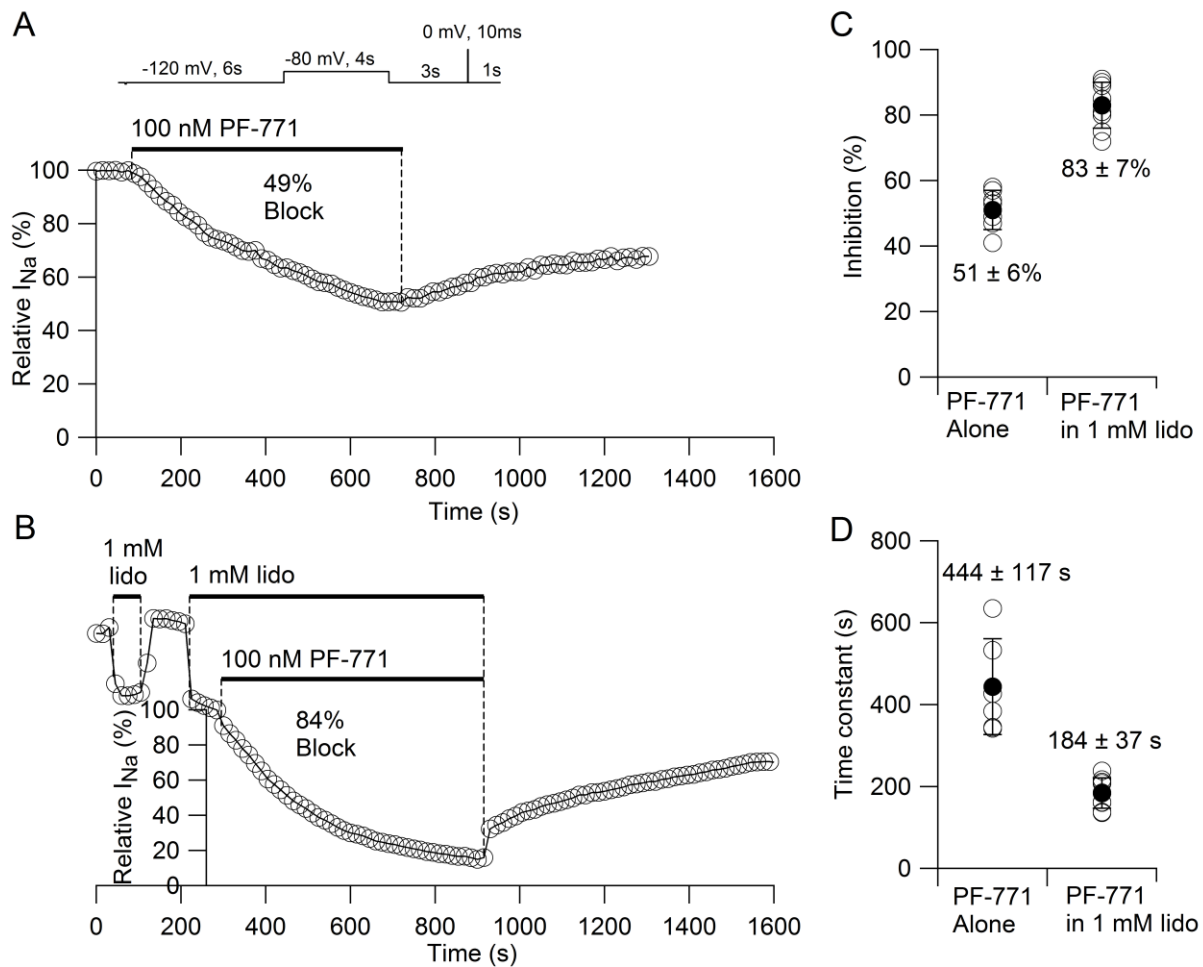 A
-120 mV, 6s
-80 mV, 4s
3s
0 mV, 10ms
1s
100 nM PF-771
49%
Block
Relative INa (%)
100
80
60
40
20
0
0 200 400 600 800 1000 1200 1400 1600
Time (s)
B
1 mM
lido
1 mM lido
100 nM PF-771
84%
Block
Relative INa (%)
100
80
60
40
20
0
0 200 400 600 800 1000 1200 1400 1600
Time (s)
C
Inhibition (%)
100
80
60
40
20
0
83 ± 7%
51 ± 6%
PF-771
Alone
PF-771
in 1 mM lido
D
Time constant (s)
800
600
400
200
0
444 ± 117 s
184 ± 37 s
PF-771
Alone
PF-771
in 1 mM lido